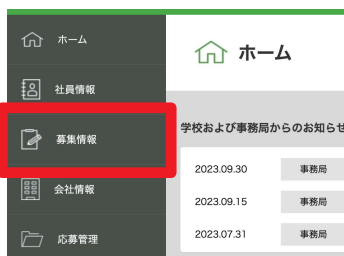 ホーム
社員情報
募集情報
会社情報
応募管理
ホーム
学校および事務局からのお知らせ
2023.09.30 事務局
2023.09.15 事務局
2023.07.31 事務局